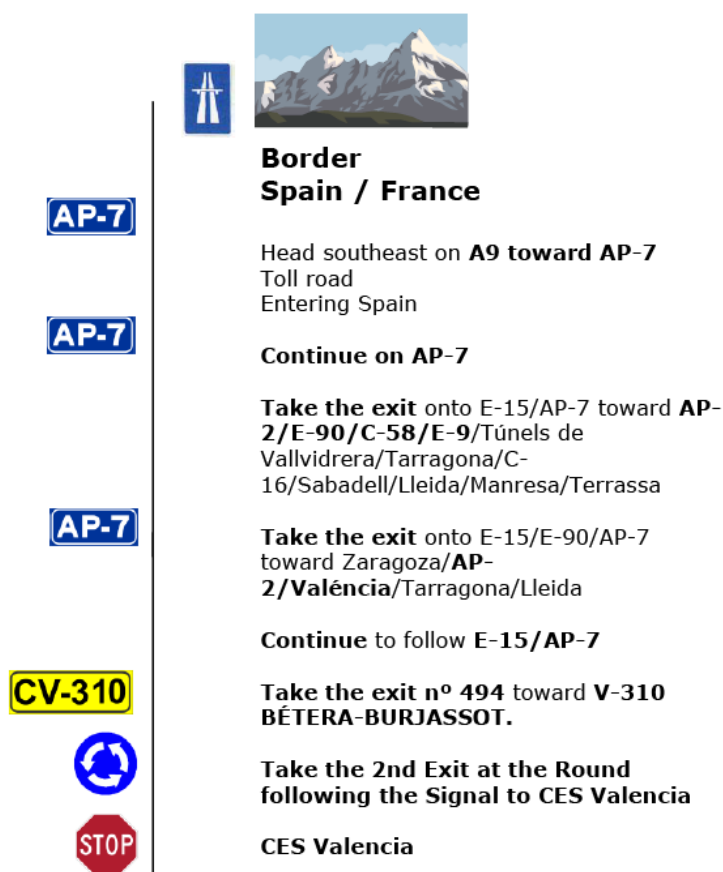 Border
Spain / France
AP-7
Head southeast on A9 toward AP-7
Toll road
Entering Spain
AP-7
Continue on AP-7
Take the exit onto E-15/AP-7 toward AP-
2/E-90/C-58/E-9/Túnels de
Vallvidrera/Tarragona/C-
16/Sabadell/Lleida/Manresa/Terrassa
AP-7
Take the exit onto E-15/E-90/AP-7
toward Zaragoza/AP-
2/Valéncia/Tarragona/Lleida
Continue to follow E-15/AP-7
CV-310
Take the exit nº 494 toward V-310
BÉTERA-BURJASSOT.
Take the 2nd Exit at the Round
following the Signal to CES Valencia
STOP
CES Valencia